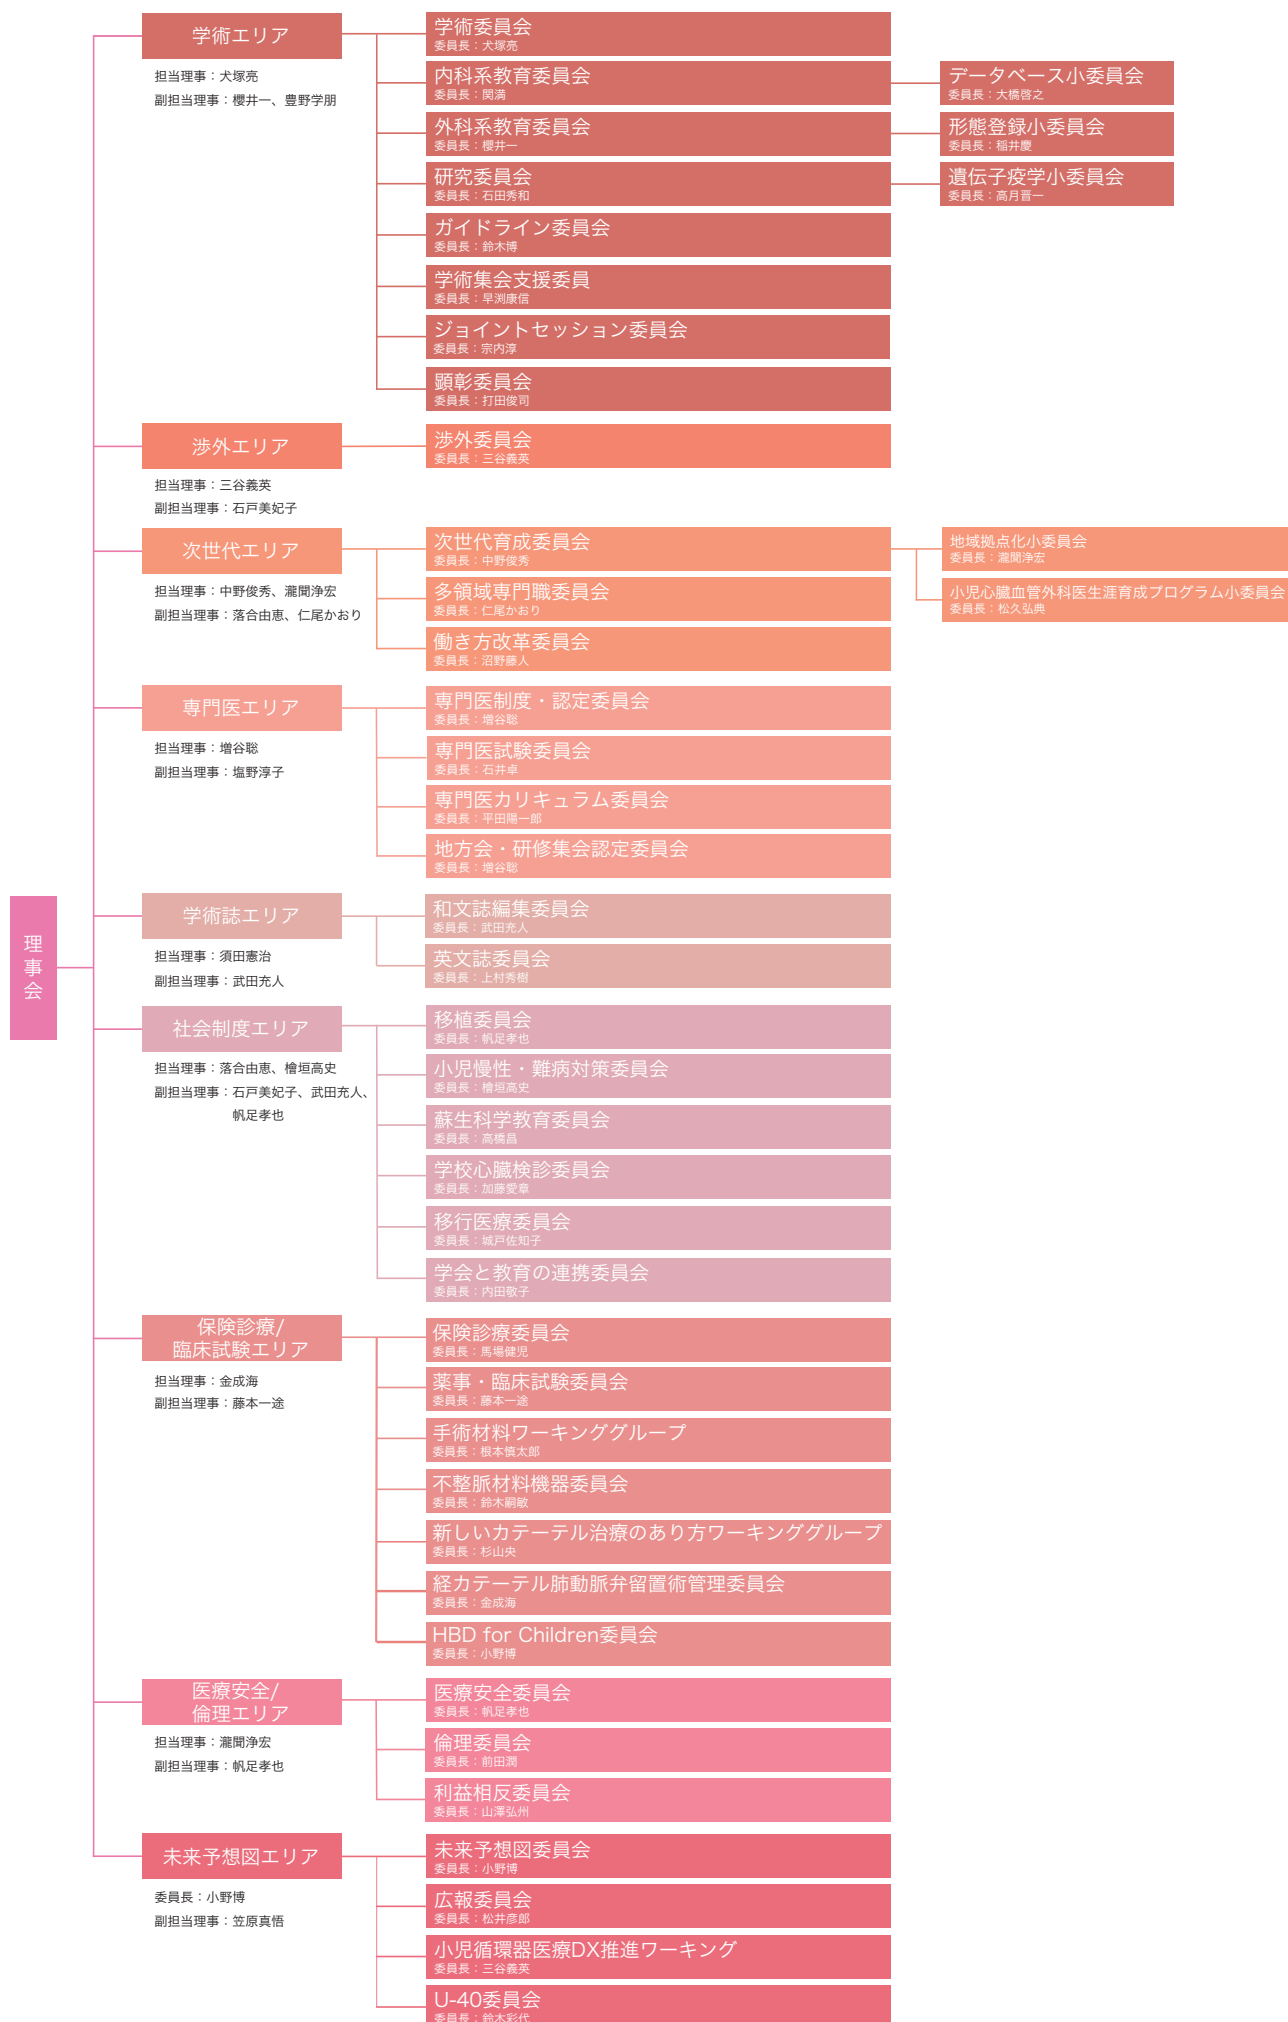 理事会
学術エリア
担当理事：犬塚亮
副担当理事：櫻井一、豊野学朋
学術委員会
委員長：犬塚亮
内科系教育委員会
委員長：関満
データベース小委員会
委員長：大橋啓之
外科系教育委員会
委員長：櫻井一
形態登録小委員会
委員長：稲井慶
研究委員会
委員長：石田秀和
遺伝子疫学小委員会
委員長：高月晋一
ガイドライン委員会
委員長：鈴木博
学術集会支援委員
委員長：早渕康信
ジョイントセッション委員会
委員長：宗内淳
顕彰委員会
委員長：打田俊司
渉外エリア
担当理事：三谷義英
副担当理事：石戸美妃子
渉外委員会
委員長：三谷義英
次世代エリア
担当理事：中野俊秀、瀧聞浄宏
副担当理事：落合由恵、仁尾かおり
次世代育成委員会
委員長：中野俊秀
地域拠点化小委員会
委員長：瀧聞浄宏
小児心臓血管外科医生涯育成プログラム小委員会
委員長：松久弘典
多領域専門職委員会
委員長：仁尾かおり
働き方改革委員会
委員長：沼野藤人
専門医エリア
担当理事：増谷聡
副担当理事：塩野淳子
専門医制度・認定委員会
委員長：増谷聡
専門医試験委員会
委員長：石井卓
専門医カリキュラム委員会
委員長：平田陽一郎
地方会・研修集会認定委員会
委員長：増谷聡
学術誌エリア
担当理事：須田憲治
副担当理事：武田充人
和文誌編集委員会
委員長：武田充人
英文誌委員会
委員長：上村秀樹
社会制度エリア
担当理事：落合由恵、檜垣高史
副担当理事：石戸美妃子、武田充人、
帆足孝也
移植委員会
委員長：帆足孝也
小児慢性・難病対策委員会
委員長：檜垣高史
蘇生科学教育委員会
委員長：高橋昌
学校心臓検診委員会
委員長：加藤愛章
移行医療委員会
委員長：城戸佐知子
学会と教育の連携委員会
委員長：内田敬子
保険診療/
臨床試験エリア
担当理事：金成海
副担当理事：藤本一途
保険診療委員会
委員長：馬場健児
薬事・臨床試験委員会
委員長：藤本一途
手術材料ワーキンググループ
委員長：根本慎太郎
不整脈材料機器委員会
委員長：鈴木嗣敏
新しいカテーテル治療のあり方ワーキンググループ
委員長：杉山央
経カテーテル肺動脈弁留置術管理委員会
委員長：金成海
HBD for Children委員会
委員長：小野博
医療安全/
倫理エリア
担当理事：瀧聞浄宏
副担当理事：帆足孝也
医療安全委員会
委員長：帆足孝也
倫理委員会
委員長：前田潤
利益相反委員会
委員長：山澤弘州
未来予想図エリア
委員長：小野博
副担当理事：笠原真悟
未来予想図委員会
委員長：小野博
広報委員会
委員長：松井彦郎
小児循環器医療DX推進ワーキング
委員長：三谷義英
U-40委員会
委員長：鈴木彩代